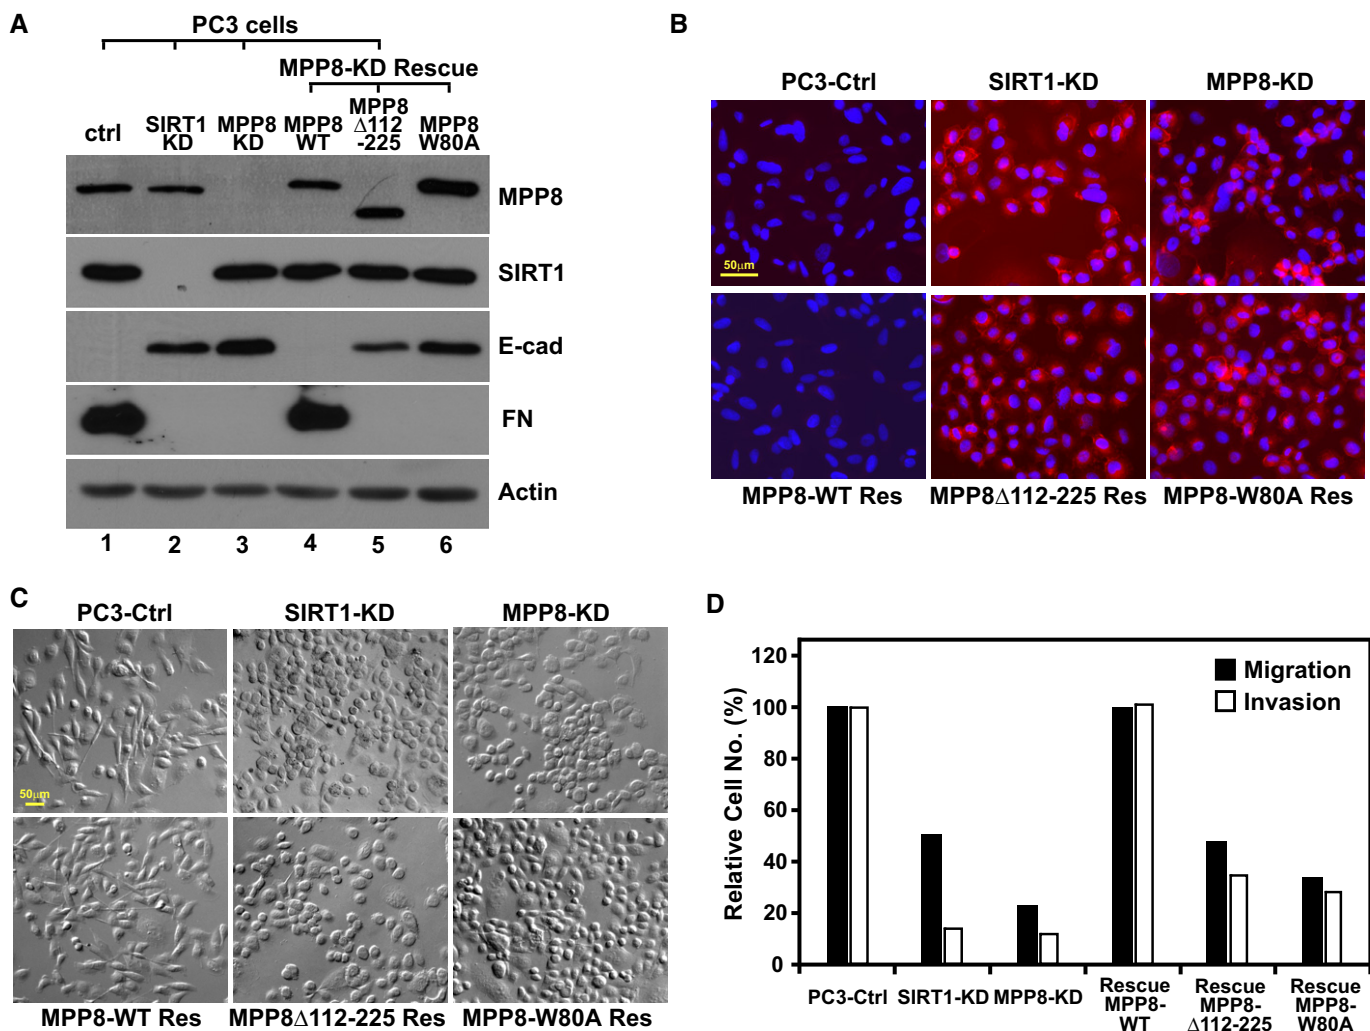 A
PC3 cells
MPP8-KD Rescue
ctrl
SIRT1
KD
MPP8
KD
MPP8
WT
MPP8
Δ112
-225
MPP8
W80A
MPP8
SIRT1
E-cad
FN
Actin
1 2 3 4 5 6
B
PC3-Ctrl SIRT1-KD MPP8-KD
50μm
MPP8-WT Res MPP8Δ112-225 Res MPP8-W80A Res
C
PC3-Ctrl SIRT1-KD MPP8-KD
50μm
MPP8-WT Res MPP8Δ112-225 Res MPP8-W80A Res
D
Relative Cell No. (%)
120
100
80
60
40
20
0
Migration
Invasion
PC3-Ctrl
SIRT1-KD
MPP8-KD
Rescue
MPP8-
WT
Rescue
MPP8-
Δ112-225
Rescue
MPP8-
W80A